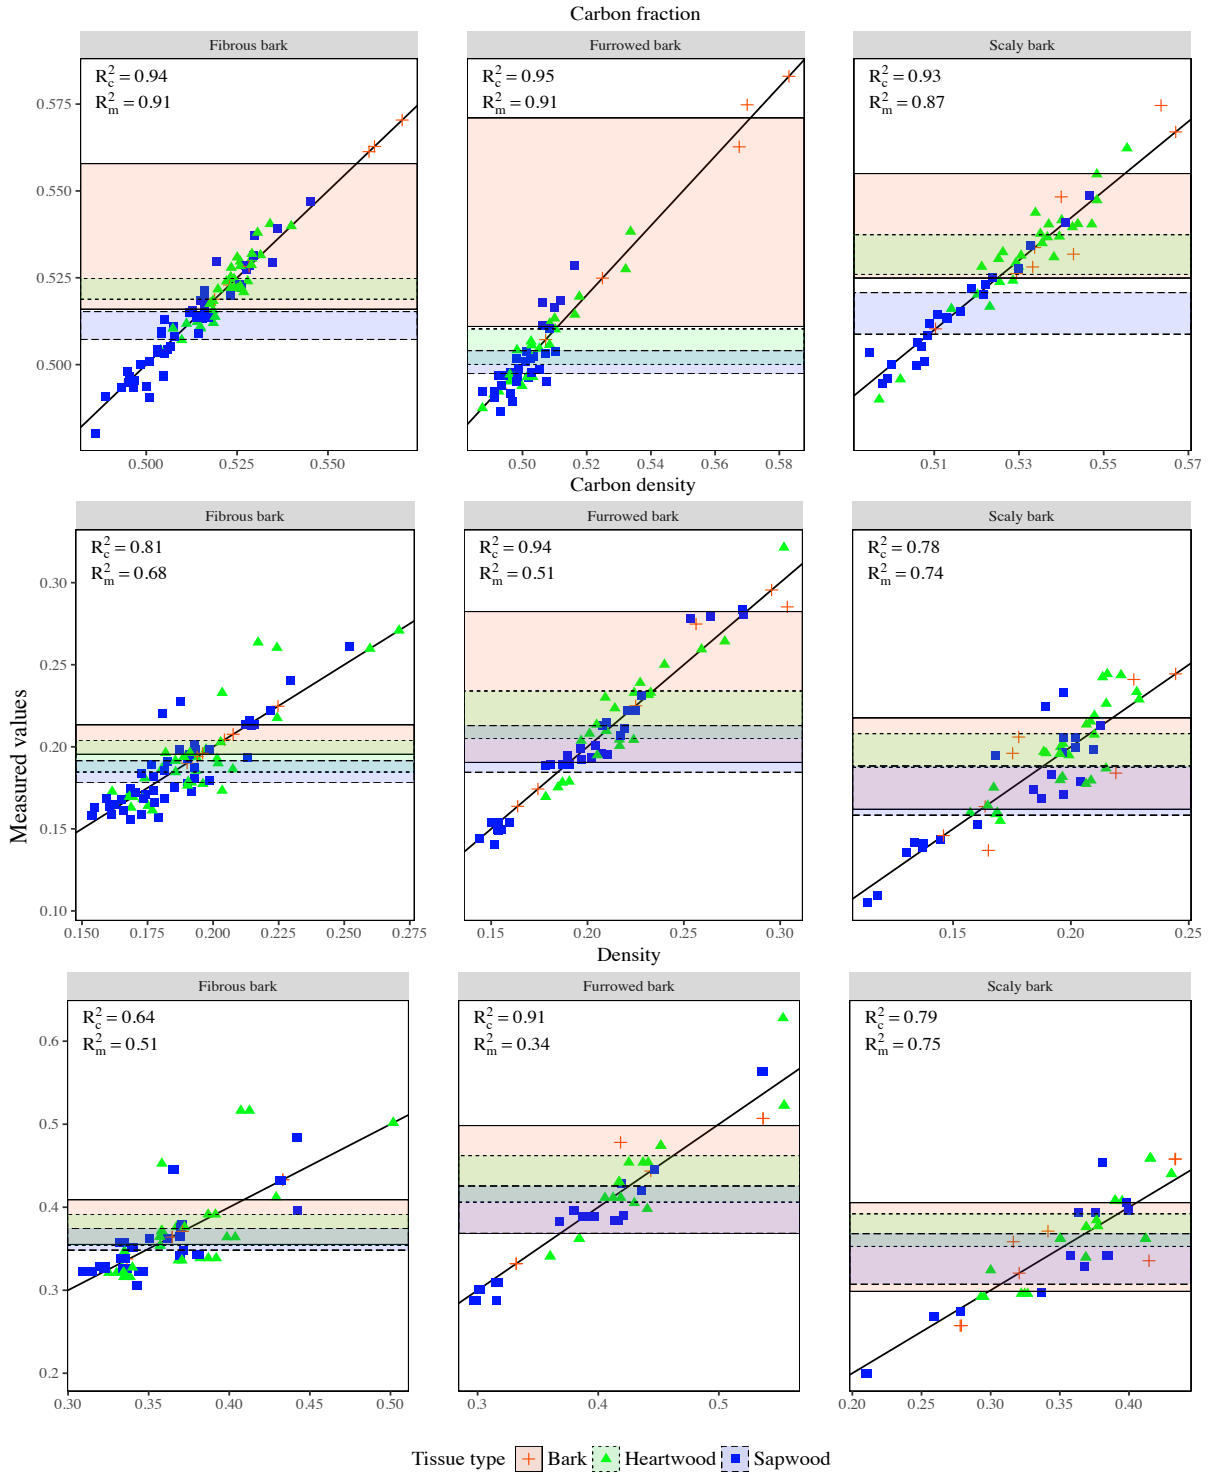 Carbon fraction
Fibrous bark Furrowed bark Scaly bark
R²c = 0.94 R²c = 0.95 R²c = 0.93
R²m = 0.91 R²m = 0.91 R²m = 0.87
0.575
0.550
0.525
0.500
0.500 0.525 0.550 0.50 0.52 0.54 0.56 0.58 0.51 0.53 0.55 0.57
Carbon density
Fibrous bark Furrowed bark Scaly bark
R²c = 0.81 R²c = 0.94 R²c = 0.78
R²m = 0.68 R²m = 0.51 R²m = 0.74
0.30
0.25
0.20
0.15
0.10
Measured values
0.150 0.175 0.200 0.225 0.250 0.275 0.15 0.20 0.25 0.30 0.15 0.20 0.25
Density
Fibrous bark Furrowed bark Scaly bark
R²c = 0.64 R²c = 0.91 R²c = 0.79
R²m = 0.51 R²m = 0.34 R²m = 0.75
0.6
0.5
0.4
0.3
0.2
0.30 0.35 0.40 0.45 0.50 0.3 0.4 0.5 0.20 0.30 0.40
Tissue type Bark Heartwood Sapwood